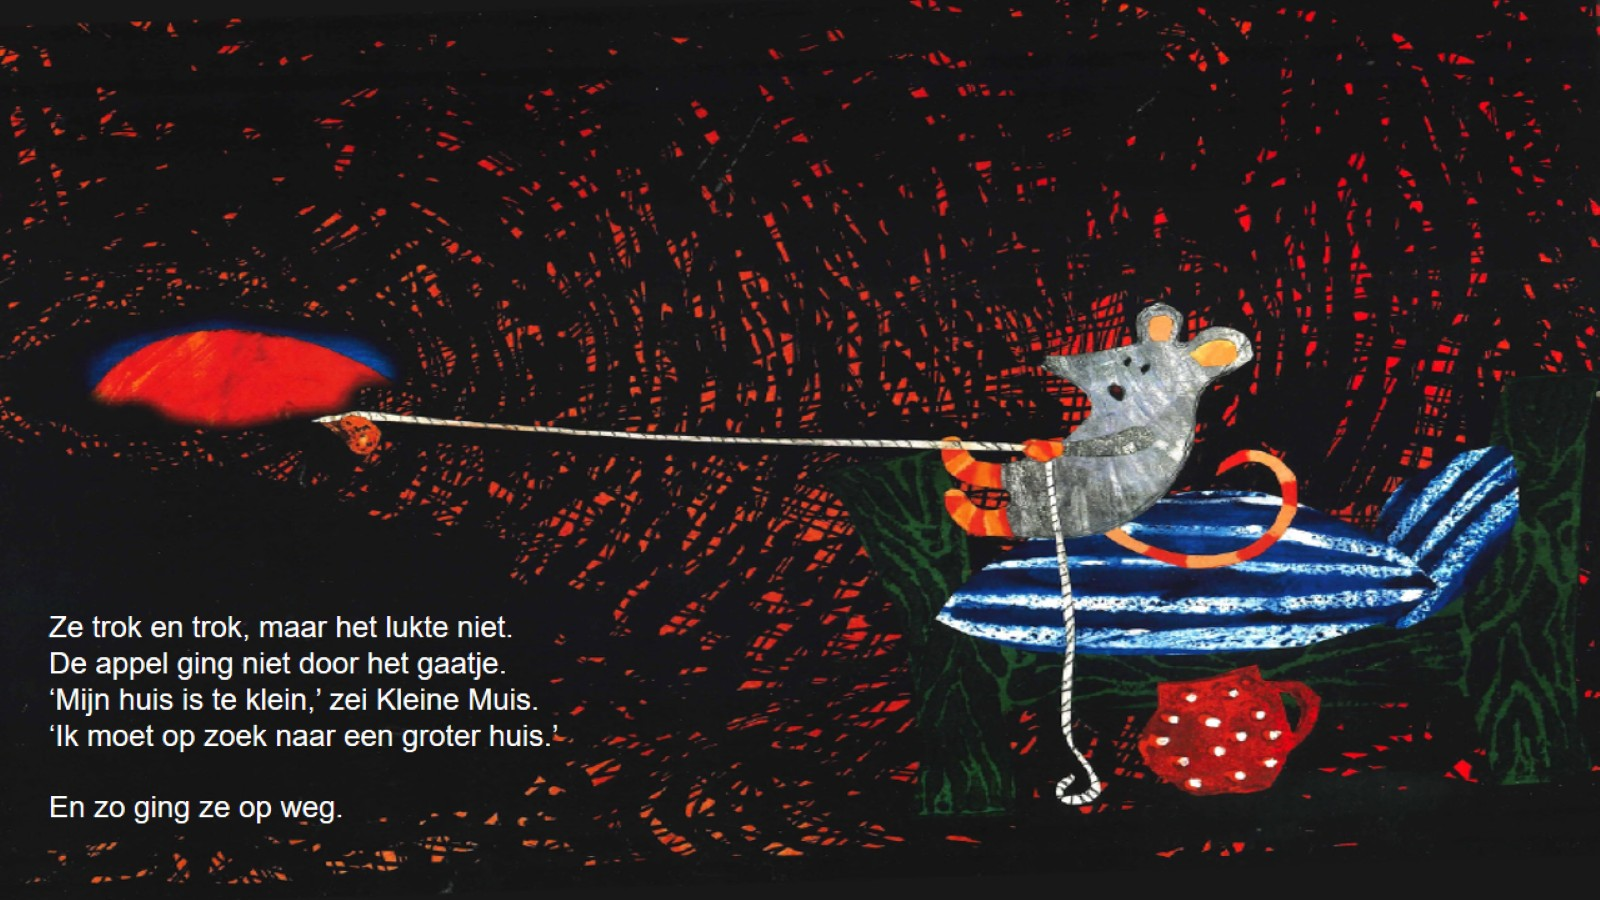 Ze trok en trok, maar het lukte niet.
De appel ging niet door het gaatje.
‘Mijn huis is te klein,’ zei Kleine Muis.
‘Ik moet op zoek naar een groter huis.’
En zo ging ze op weg.